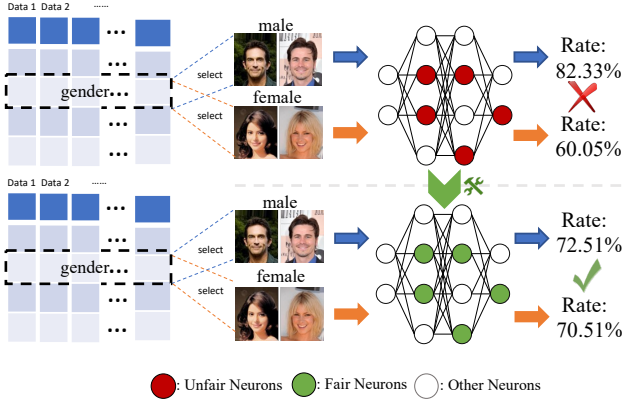 Data 1 Data 2 ......
male
Rate:
82.33%
select
gender...
female
select
Rate:
60.05%
Data 1 Data 2 ......
male
Rate:
72.51%
select
gender...
female
select
Rate:
70.51%
: Unfair Neurons : Fair Neurons : Other Neurons